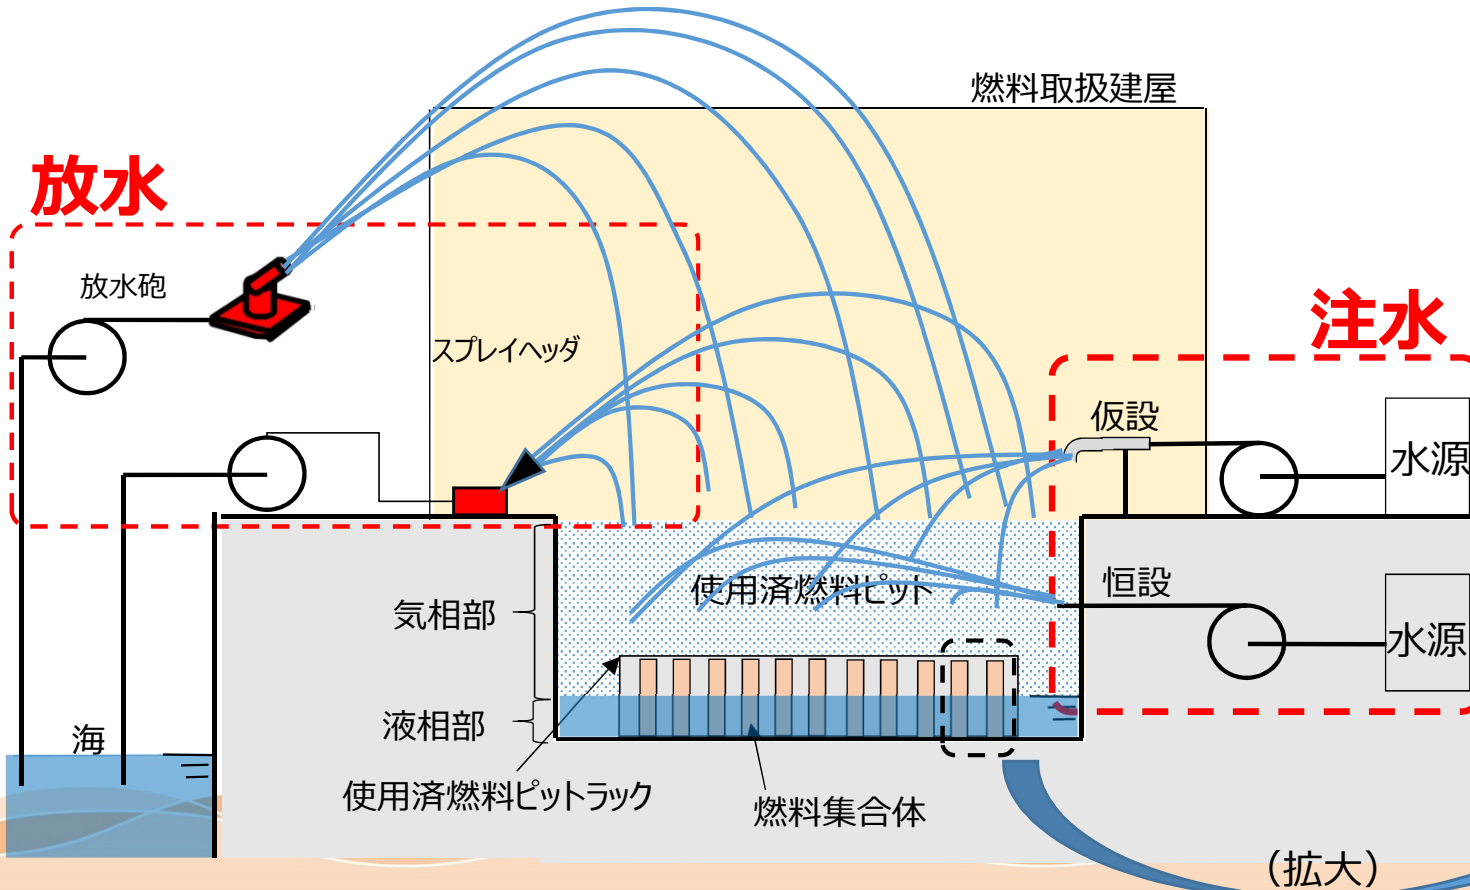 燃料取扱建屋
放水
放水砲
スプレイヘッダ
注水
仮設
水源
使用済燃料ピット
恒設
気相部
水源
液相部
海
使用済燃料ピットラック
燃料集合体
（拡大）